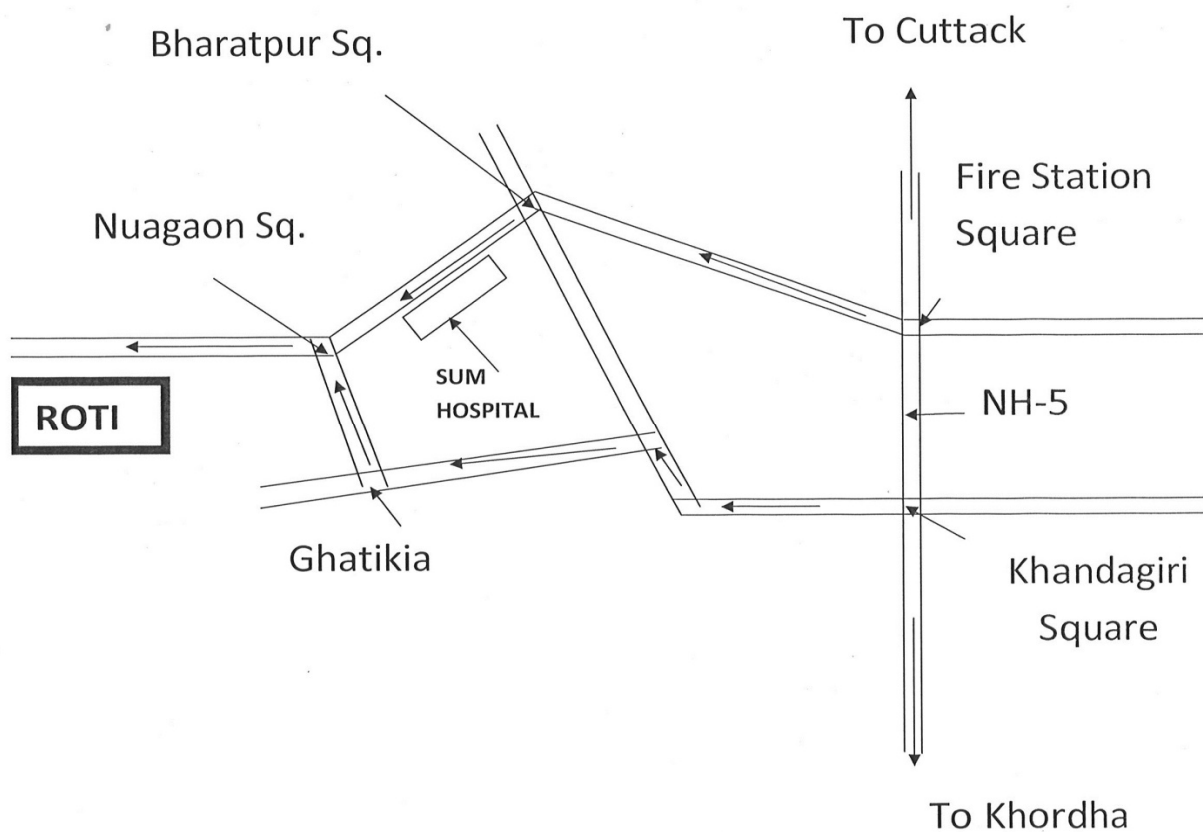 To Cuttack
Bharatpur Sq.
Fire Station
Square
Nuagaon Sq.
SUM
HOSPITAL
NH-5
ROTI
Ghatikia
Khandagiri
Square
To Khordha